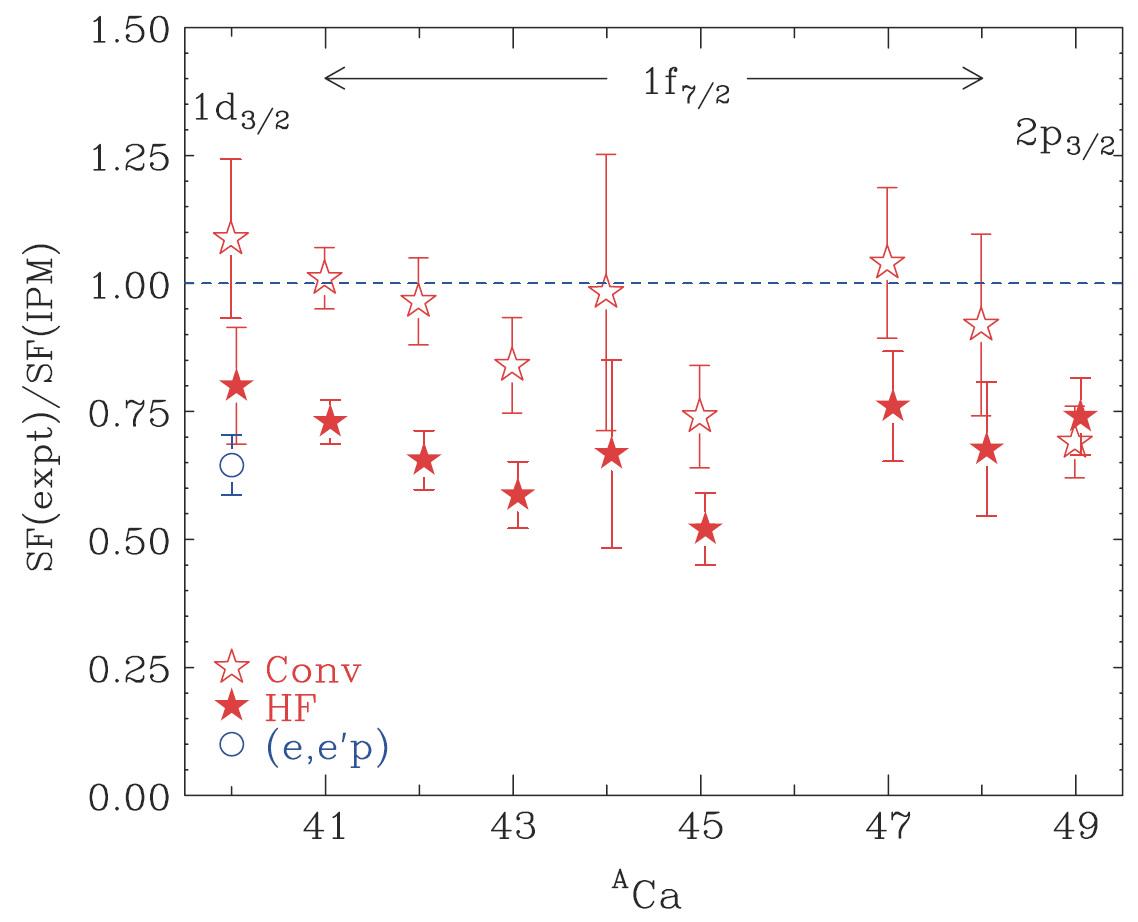 1.50
1f7/2
1d3/2
2p3/2
1.25
1.00
0.75
0.50
0.25
0.00
SF(expt)/SF(IPM)
Conv
HF
(e,e′p)
41 43 45 47 49
ᴬCa